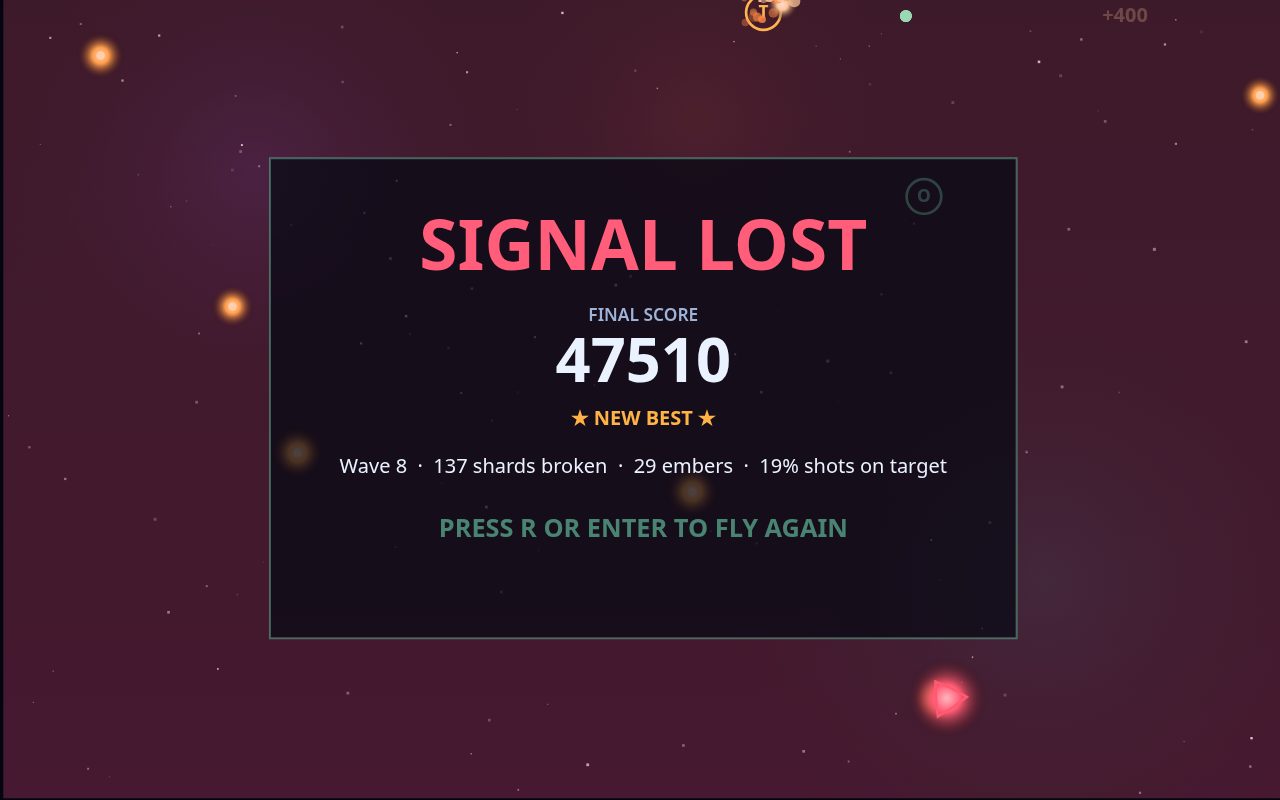 T
+400
O
SIGNAL LOST
FINAL SCORE
47510
★ NEW BEST ★
Wave 8 · 137 shards broken · 29 embers · 19% shots on target
PRESS R OR ENTER TO FLY AGAIN